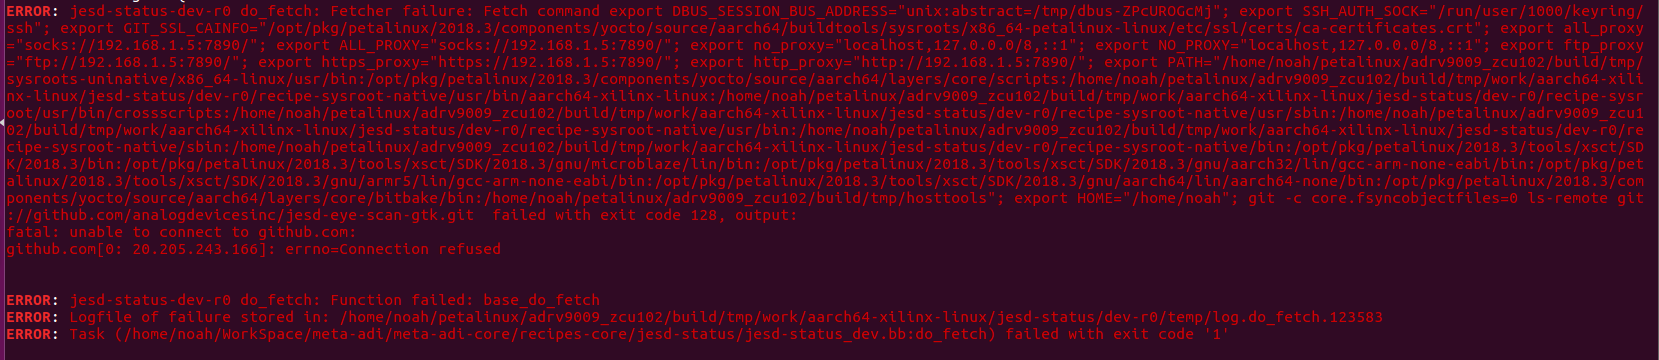 ERROR: jesd-status-dev-r0 do_fetch: Fetcher failure: Fetch command export DBUS_SESSION_BUS_ADDRESS="unix:abstract=/tmp/dbus-ZPcUROGcMj"; export SSH_AUTH_SOCK="/run/user/1000/keyring/
ssh"; export GIT_SSL_CAINFO="/opt/pkg/petalinux/2018.3/components/yocto/source/aarch64/buildtools/sysroots/x86_64-petalinux-linux/etc/ssl/certs/ca-certificates.crt"; export all_proxy
="socks://192.168.1.5:7890/"; export ALL_PROXY="socks://192.168.1.5:7890/"; export no_proxy="localhost,127.0.0.0/8,::1"; export NO_PROXY="localhost,127.0.0.0/8,::1"; export ftp_proxy
="ftp://192.168.1.5:7890/"; export https_proxy="https://192.168.1.5:7890/"; export http_proxy="http://192.168.1.5:7890/"; export PATH="/home/noah/petalinux/adrv9009_zcu102/build/tmp/
sysroots-uninative/x86_64-linux/usr/bin:/opt/pkg/petalinux/2018.3/components/yocto/source/aarch64/layers/core/scripts:/home/noah/petalinux/adrv9009_zcu102/build/tmp/work/aarch64-xili
nx-linux/jesd-status/dev-r0/recipe-sysroot-native/usr/bin/aarch64-xilinx-linux:/home/noah/petalinux/adrv9009_zcu102/build/tmp/work/aarch64-xilinx-linux/jesd-status/dev-r0/recipe-sysr
oot/usr/bin/crossscripts:/home/noah/petalinux/adrv9009_zcu102/build/tmp/work/aarch64-xilinx-linux/jesd-status/dev-r0/recipe-sysroot-native/usr/sbin:/home/noah/petalinux/adrv9009_zcu1
02/build/tmp/work/aarch64-xilinx-linux/jesd-status/dev-r0/recipe-sysroot-native/usr/bin:/home/noah/petalinux/adrv9009_zcu102/build/tmp/work/aarch64-xilinx-linux/jesd-status/dev-r0/re
cipe-sysroot-native/sbin:/home/noah/petalinux/adrv9009_zcu102/build/tmp/work/aarch64-xilinx-linux/jesd-status/dev-r0/recipe-sysroot-native/bin:/opt/pkg/petalinux/2018.3/tools/xsct/SD
K/2018.3/bin:/opt/pkg/petalinux/2018.3/tools/xsct/SDK/2018.3/gnu/microblaze/lin/bin:/opt/pkg/petalinux/2018.3/tools/xsct/SDK/2018.3/gnu/aarch32/lin/gcc-arm-none-eabi/bin:/opt/pkg/pet
alinux/2018.3/tools/xsct/SDK/2018.3/gnu/armr5/lin/gcc-arm-none-eabi/bin:/opt/pkg/petalinux/2018.3/tools/xsct/SDK/2018.3/gnu/aarch64/lin/aarch64-none/bin:/opt/pkg/petalinux/2018.3/com
ponents/yocto/source/aarch64/layers/core/bitbake/bin:/home/noah/petalinux/adrv9009_zcu102/build/tmp/hosttools"; export HOME="/home/noah"; git -c core.fsyncobjectfiles=0 ls-remote git
://github.com/analogdevicesinc/jesd-eye-scan-gtk.git  failed with exit code 128, output:
fatal: unable to connect to github.com:
github.com[0: 20.205.243.166]: errno=Connection refused
ERROR: jesd-status-dev-r0 do_fetch: Function failed: base_do_fetch
ERROR: Logfile of failure stored in: /home/noah/petalinux/adrv9009_zcu102/build/tmp/work/aarch64-xilinx-linux/jesd-status/dev-r0/temp/log.do_fetch.123583
ERROR: Task (/home/noah/WorkSpace/meta-adi/meta-adi-core/recipes-core/jesd-status/jesd-status_dev.bb:do_fetch) failed with exit code '1'